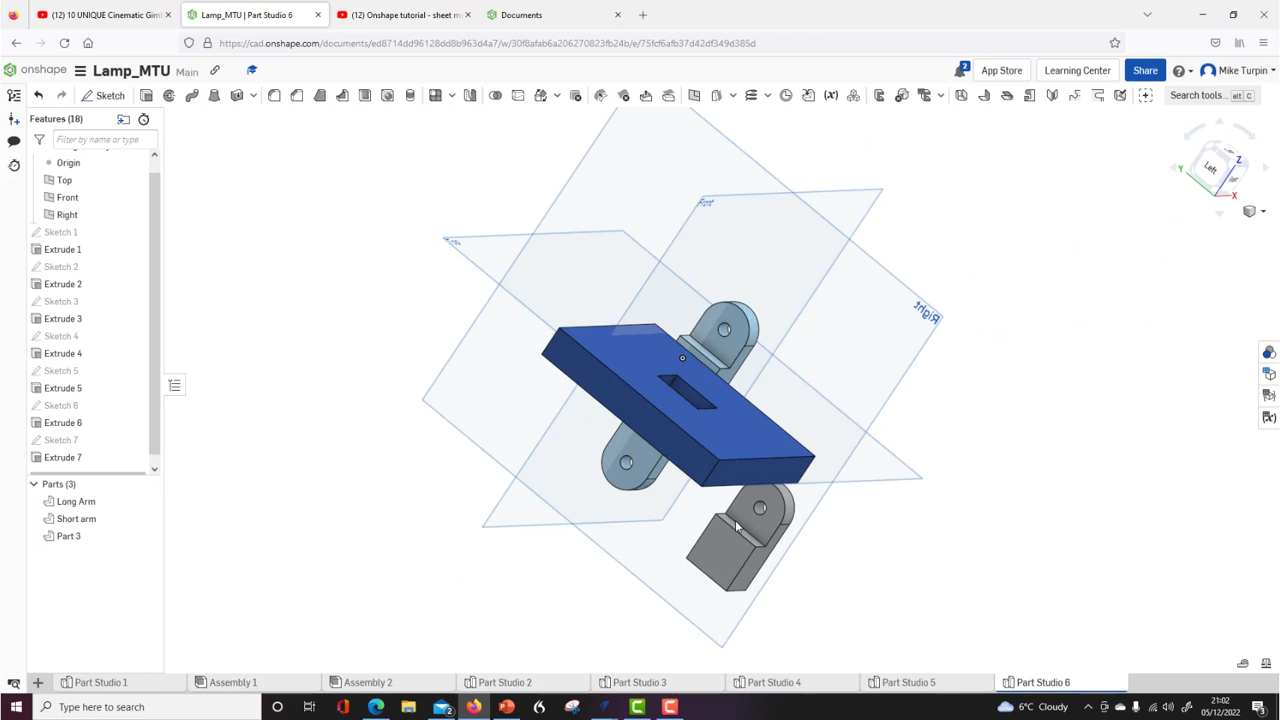 (12) 10 UNIQUE Cinematic Gim
Lamp_MTU | Part Studio 6
(12) Onshape tutorial - sheet m
Documents
https://cad.onshape.com/documents/ed8714dd96128dd8b963d4a7/w/30f8afab6a206270823fb24b/e/75fcf6afb37d42df349d385d
onshape
Lamp_MTU
Main
2
App Store
Learning Center
Share
Mike Turpin
Sketch
Search tools...
alt
C
Features (18)
Filter by name or type
Origin
Top
Front
Right
Sketch 1
Extrude 1
Sketch 2
Extrude 2
Sketch 3
Extrude 3
Sketch 4
Extrude 4
Sketch 5
Extrude 5
Sketch 6
Extrude 6
Sketch 7
Extrude 7
Parts (3)
Long Arm
Short arm
Part 3
Front
Right
Left
Z
Y
X
Part Studio 1
Assembly 1
Assembly 2
Part Studio 2
Part Studio 3
Part Studio 4
Part Studio 5
Part Studio 6
Type here to search
6°C Cloudy
21:02
05/12/2022